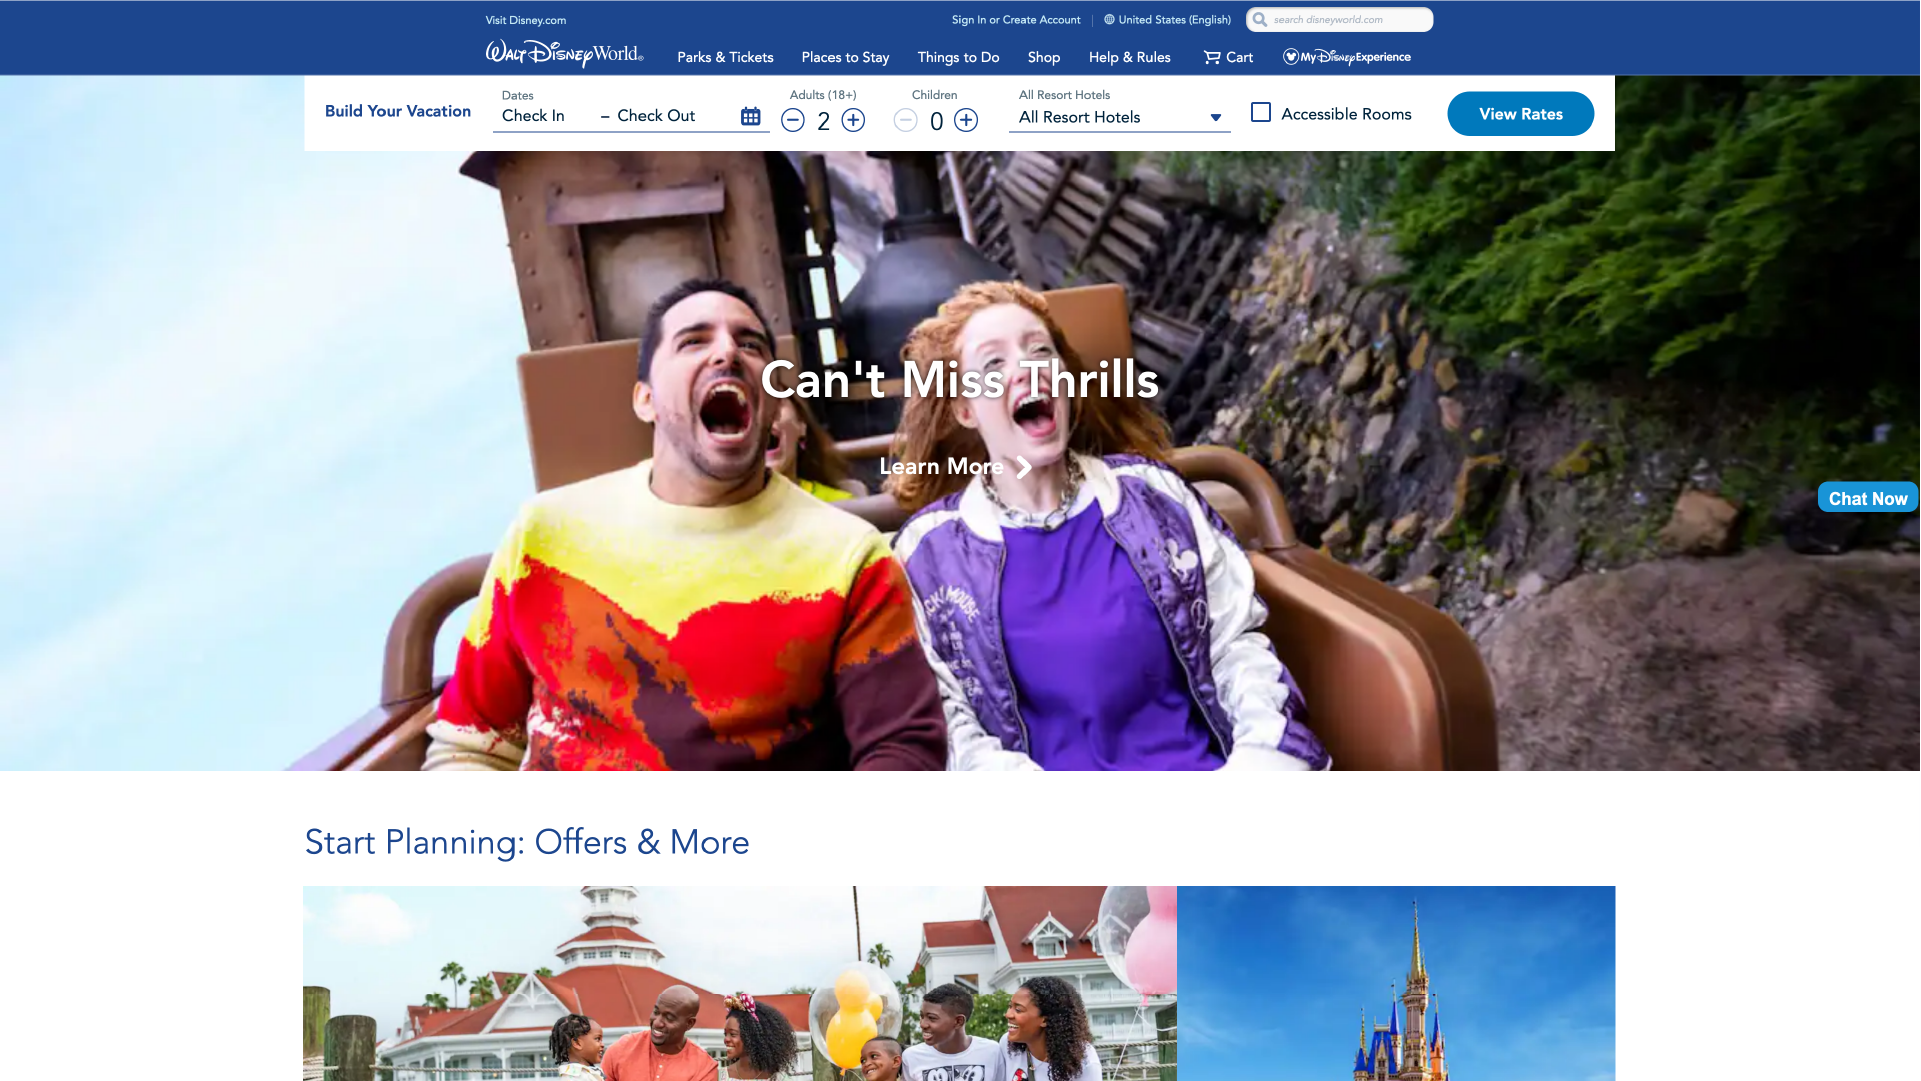 Visit Disney.com
Sign In or Create Account
United States (English)
search disneyworld.com
Walt Disney World
Parks & Tickets
Places to Stay
Things to Do
Shop
Help & Rules
Cart
My Disney Experience
Build Your Vacation
Dates
Check In – Check Out
Adults (18+)
2
Children
0
All Resort Hotels
All Resort Hotels
Accessible Rooms
View Rates
Can't Miss Thrills
Learn More
Chat Now
MOUSE
Start Planning: Offers & More